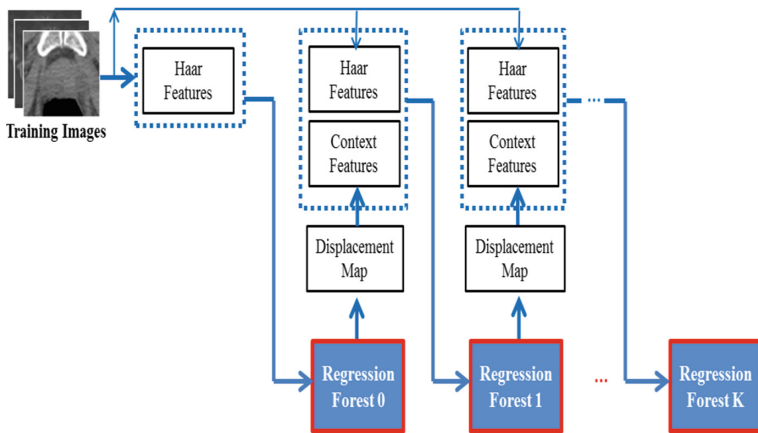 Training Images
Haar
Features
Haar
Features
Context
Features
Displacement
Map
Regression
Forest 0
Haar
Features
Context
Features
Displacement
Map
Regression
Forest 1
...
...
Regression
Forest K